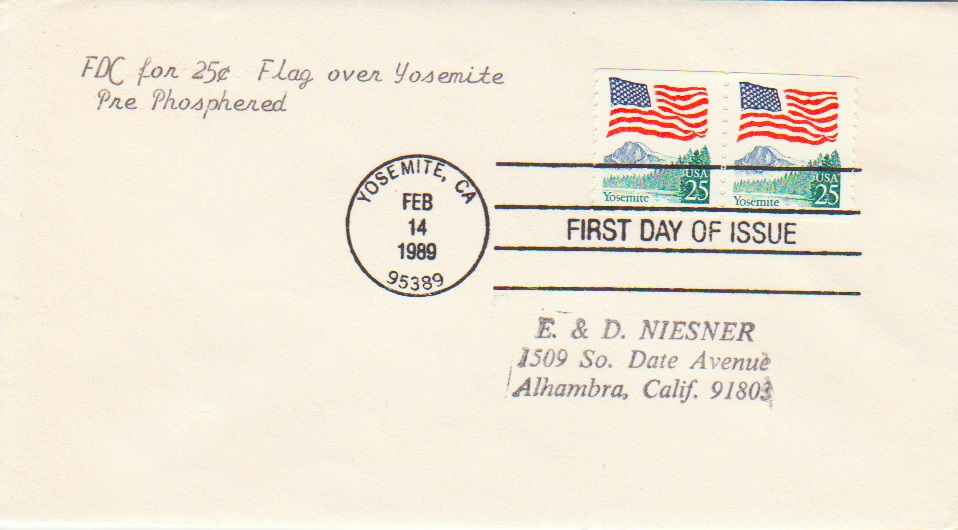 FDC for 25¢ Flag over Yosemite
Pre Phosphered
USA
25
Yosemite
USA
25
Yosemite
YOSEMITE, CA
FEB
14
1989
95389
FIRST DAY OF ISSUE
E. & D. NIESNER
1509 So. Date Avenue
Alhambra, Calif. 91803